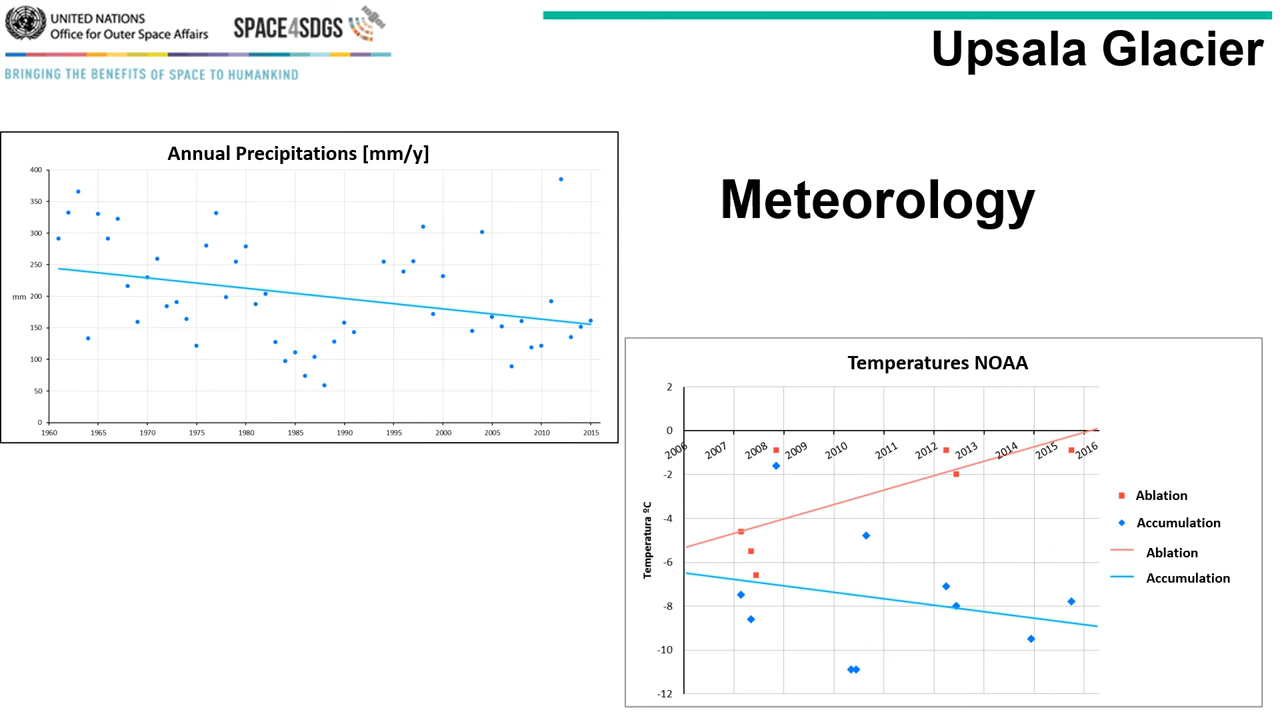 UNITED NATIONS
Office for Outer Space Affairs
SPACE4SDGS
BRINGING THE BENEFITS OF SPACE TO HUMANKIND
Upsala Glacier
Meteorology
Annual Precipitations [mm/y]
400
350
300
250
mm 200
150
100
50
0
1960 1965 1970 1975 1980 1985 1990 1995 2000 2005 2010 2015
Temperatures NOAA
Temperatura ºC
2
0
-2
-4
-6
-8
-10
-12
2006 2007 2008 2009 2010 2011 2012 2013 2014 2015 2016
Ablation
Accumulation
Ablation
Accumulation